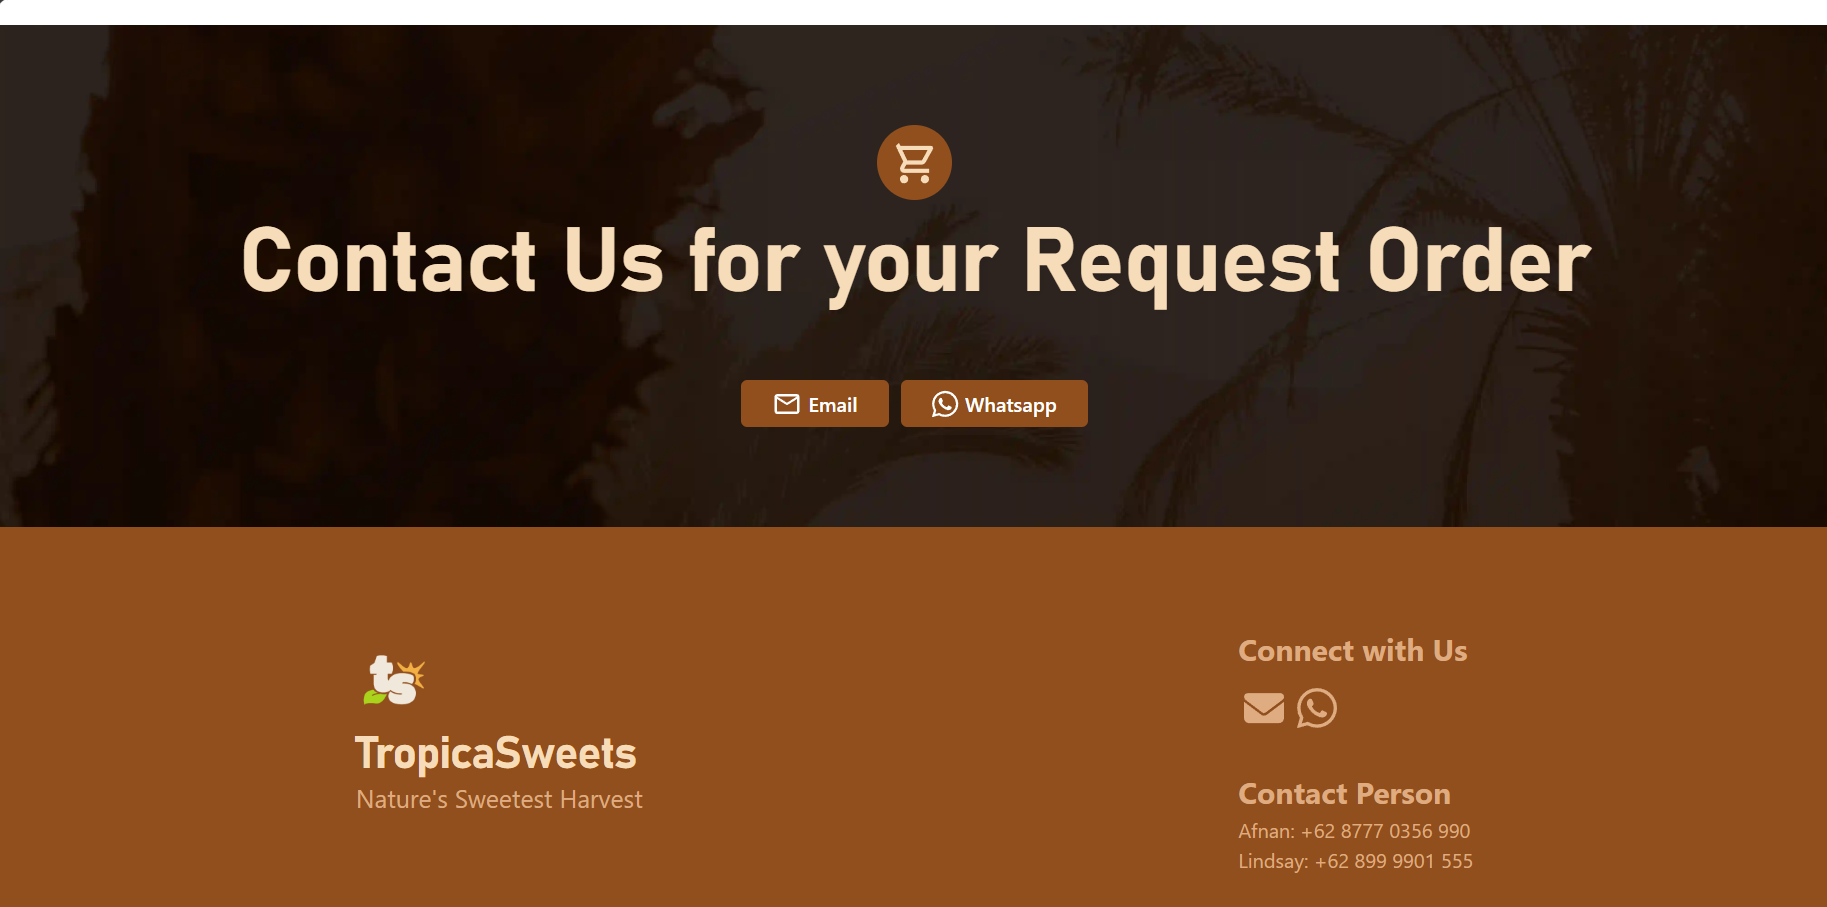 Contact Us for your Request Order
Email
Whatsapp
ts
TropicaSweets
Nature's Sweetest Harvest
Connect with Us
Contact Person
Afnan: +62 8777 0356 990
Lindsay: +62 899 9901 555